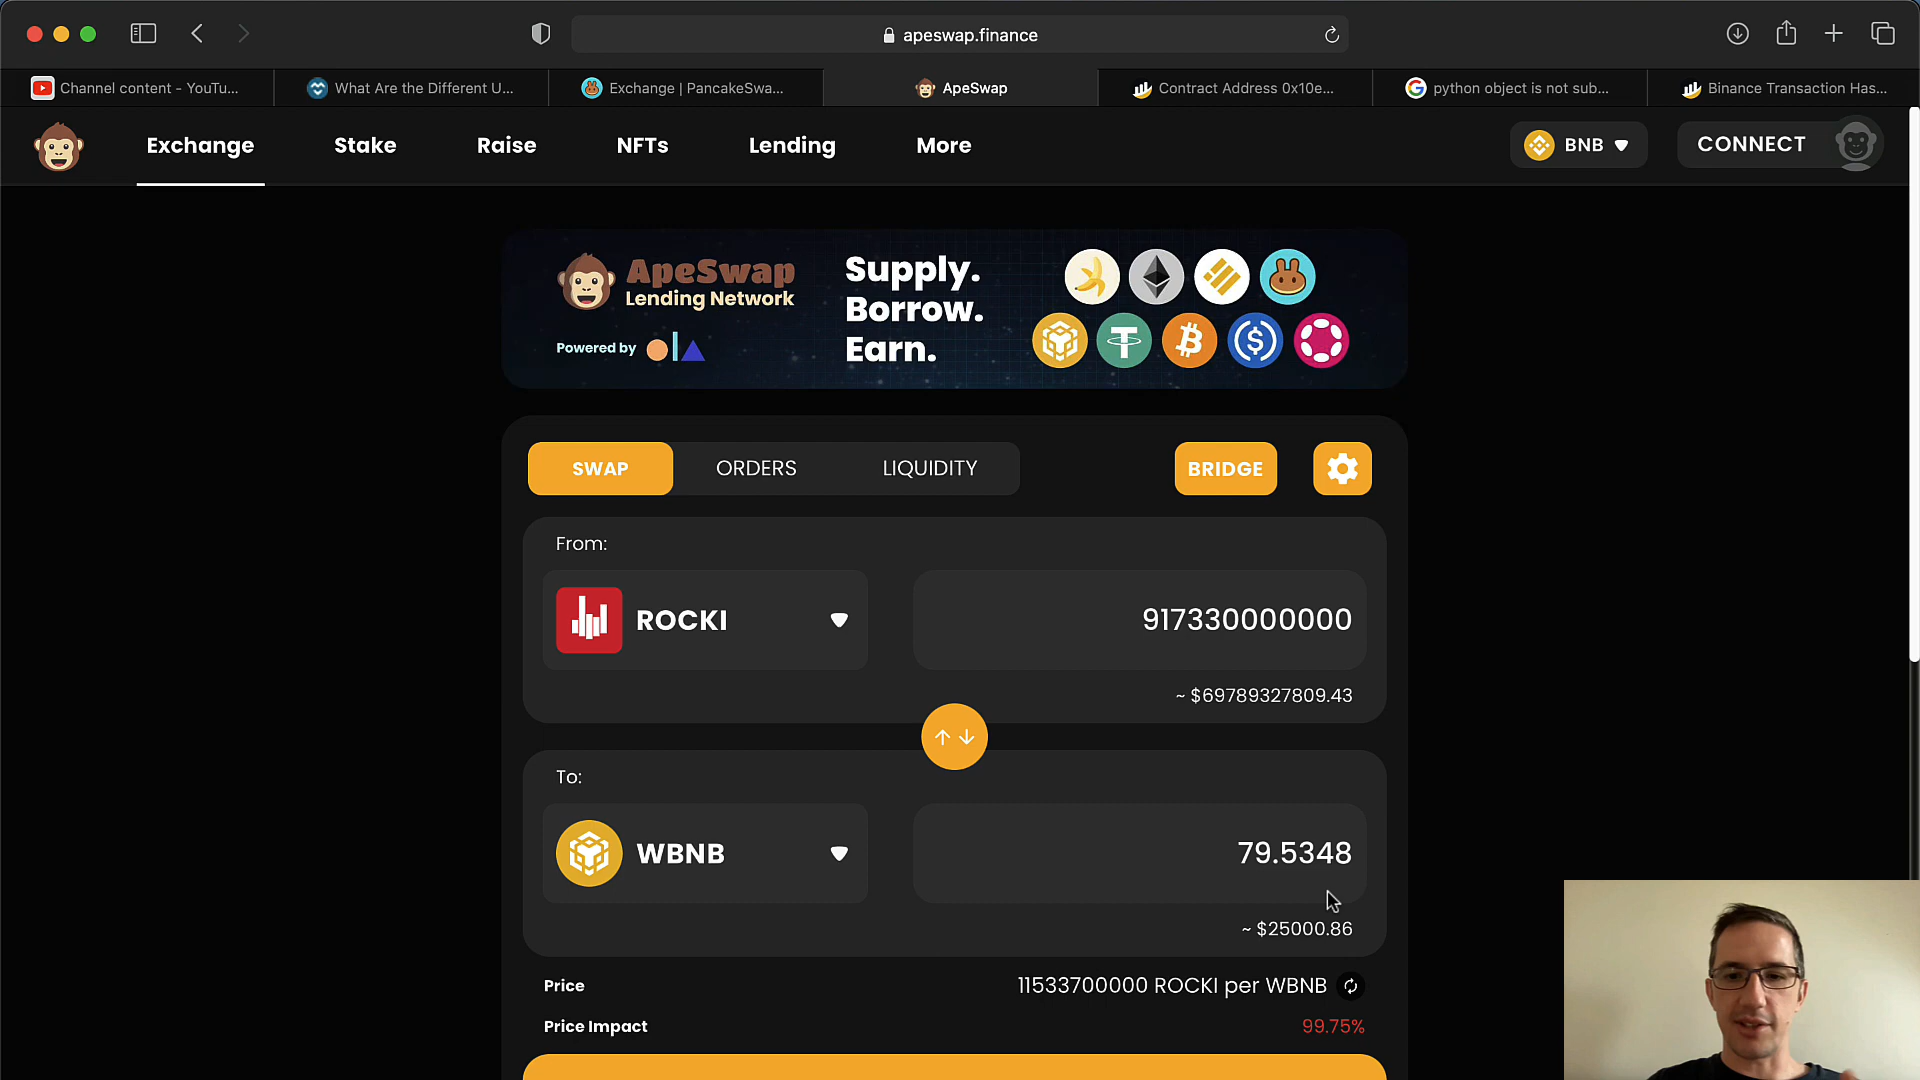 apeswap.finance
Channel content - YouTu...
What Are the Different U...
Exchange | PancakeSwa...
ApeSwap
Contract Address 0x10e...
python object is not sub...
Binance Transaction Has...
Exchange
Stake
Raise
NFTs
Lending
More
BNB
CONNECT
ApeSwap
Lending Network
Powered by
Supply.
Borrow.
Earn.
SWAP
ORDERS
LIQUIDITY
BRIDGE
From:
ROCKI
917330000000
~ $69789327809.43
To:
WBNB
79.5348
~ $25000.86
Price
11533700000 ROCKI per WBNB
Price Impact
99.75%